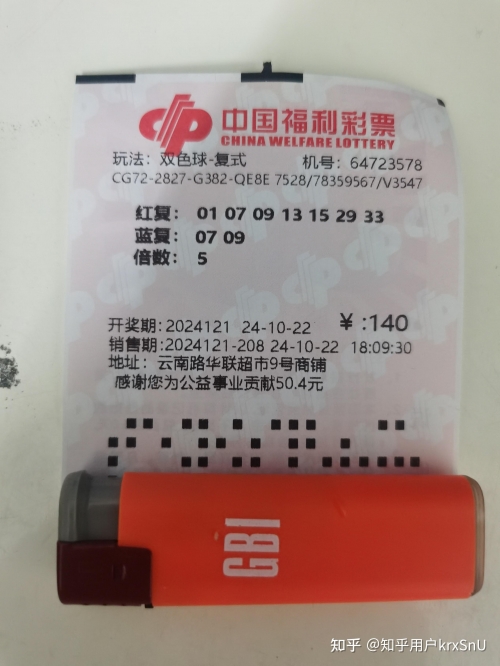 中国福利彩票
CHINA WELFARE LOTTERY
玩法：双色球-复式 机号：64723578
CG72-2827-G382-QE8E 7528/78359567/V3547
红复： 01 07 09 13 15 29 33
蓝复： 07 09
倍数： 5
开奖期:2024121 24-10-22 ￥:140
销售期:2024121-208 24-10-22 18:09:30
地址： 云南路华联超市9号商铺
感谢您为公益事业贡献50.4元
GBI
知乎 @知乎用户krxSnU